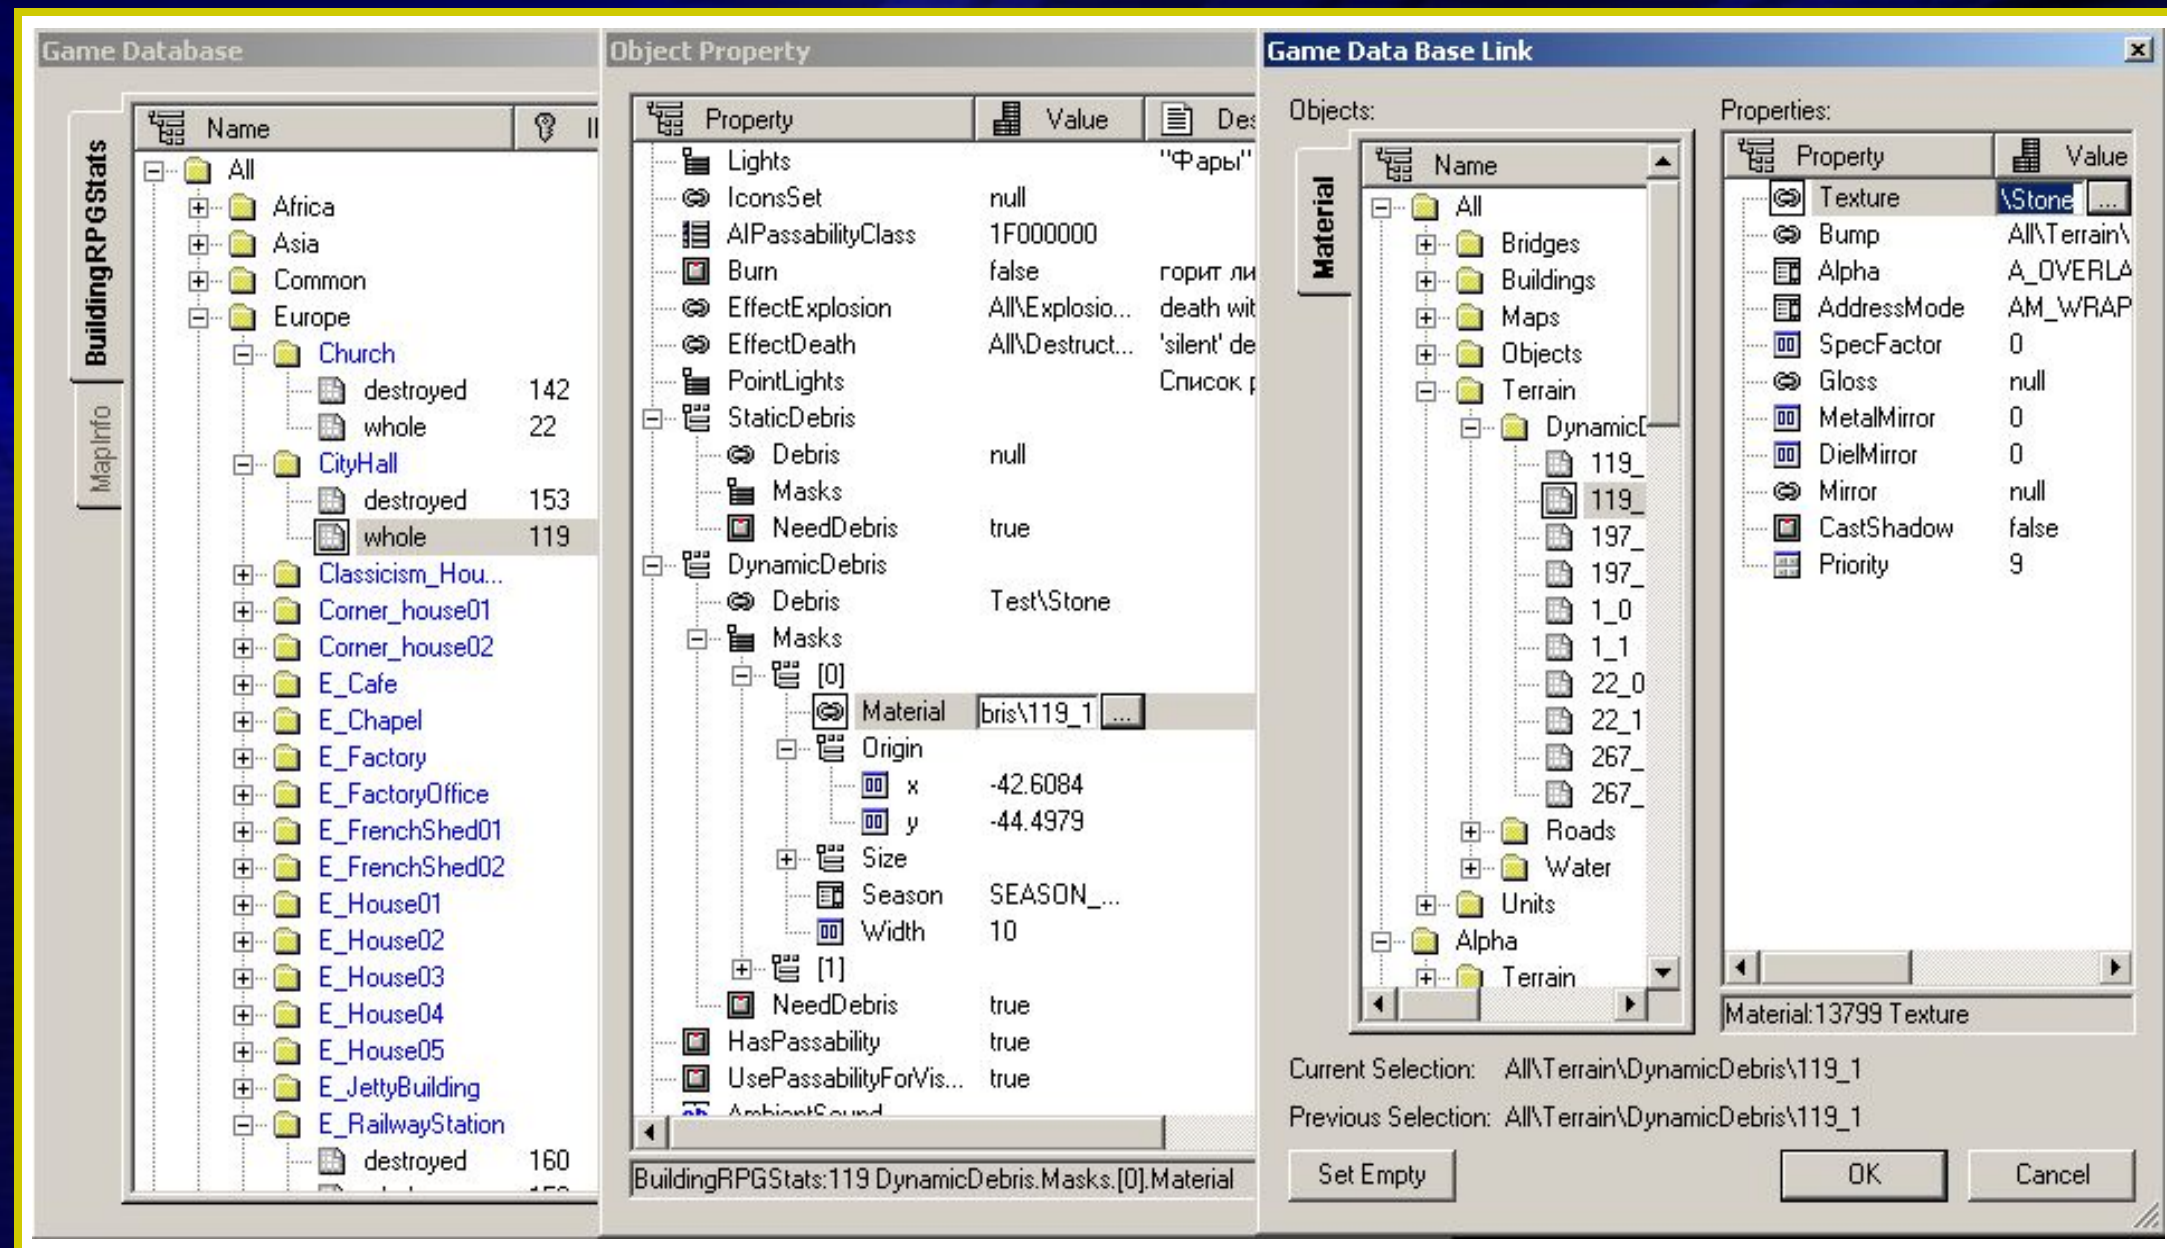 Game Database
BuildingRPGStats
MapInfo
Name
All
Africa
Asia
Common
Europe
Church
destroyed 142
whole 22
CityHall
destroyed 153
whole 119
Classicism_Hou...
Corner_house01
Corner_house02
E_Cafe
E_Chapel
E_Factory
E_FactoryOffice
E_FrenchShed01
E_FrenchShed02
E_House01
E_House02
E_House03
E_House04
E_House05
E_JettyBuilding
E_RailwayStation
destroyed 160
Object Property
Property Value Des
Lights "Фары"
IconsSet null
AIPassabilityClass 1F000000
Burn false горит ли
EffectExplosion All\Explosio... death wit
EffectDeath All\Destruct... 'silent' de
PointLights Список р
StaticDebris
Debris null
Masks
NeedDebris true
DynamicDebris
Debris Test\Stone
Masks
[0]
Material bris\119_1 ...
Origin
x -42.6084
y -44.4979
Size
Season SEASON_...
Width 10
[1]
NeedDebris true
HasPassability true
UsePassabilityForVis... true
AmbientSound
BuildingRPGStats:119 DynamicDebris.Masks.[0].Material
Game Data Base Link
Objects:
Material
Name
All
Bridges
Buildings
Maps
Objects
Terrain
DynamicD
119_
119_
197_
197_
1_0
1_1
22_0
22_1
267_
267_
Roads
Water
Units
Alpha
Terrain
Properties:
Property Value
Texture \Stone ...
Bump All\Terrain\
Alpha A_OVERLA
AddressMode AM_WRAP
SpecFactor 0
Gloss null
MetalMirror 0
DielMirror 0
Mirror null
CastShadow false
Priority 9
Material:13799 Texture
Current Selection: All\Terrain\DynamicDebris\119_1
Previous Selection: All\Terrain\DynamicDebris\119_1
Set Empty OK Cancel